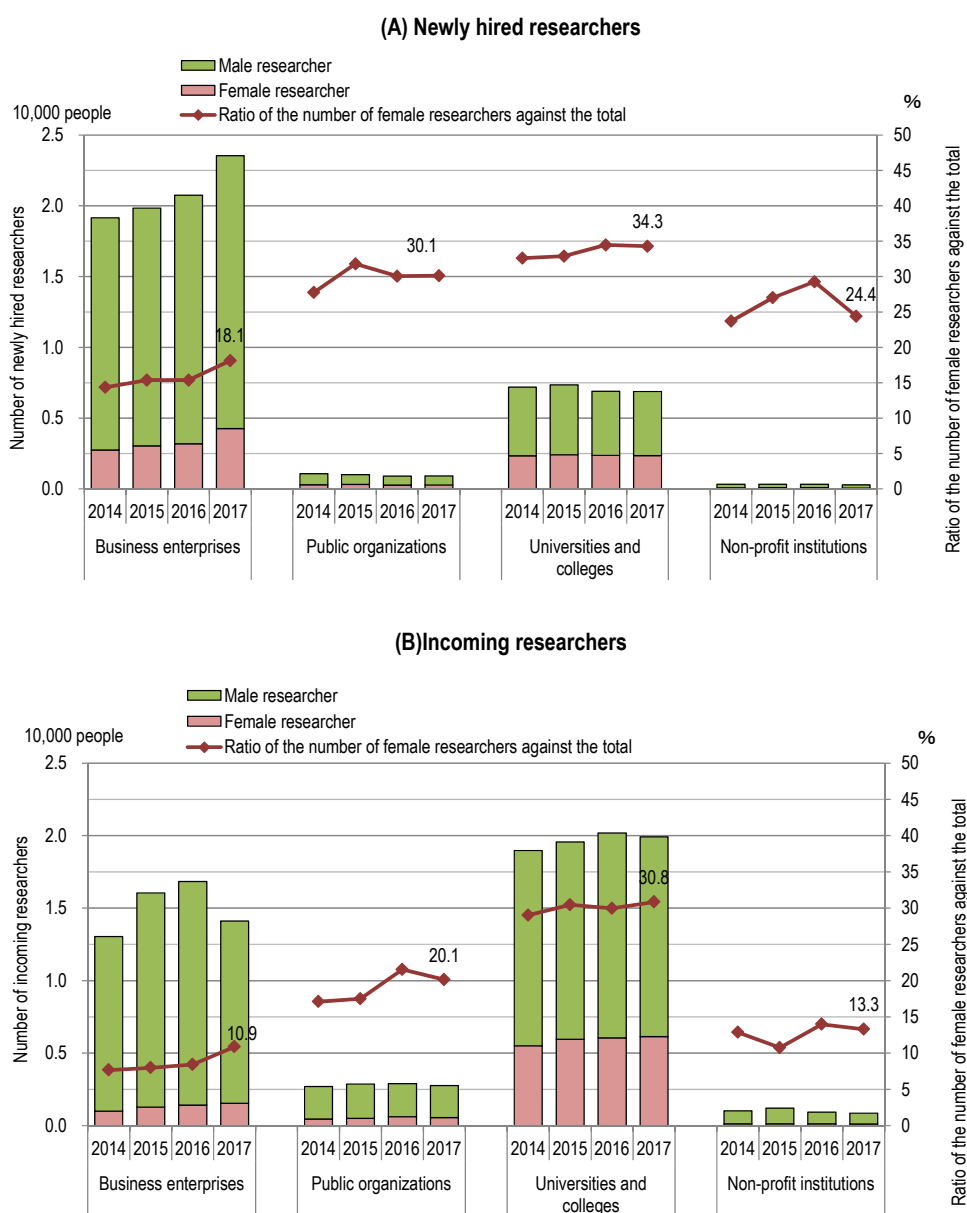 (A) Newly hired researchers
Male researcher
Female researcher
Ratio of the number of female researchers against the total
10,000 people
%
2.5
2.0
1.5
1.0
0.5
0.0
Number of newly hired researchers
50
45
40
35
30
25
20
15
10
5
0
Ratio of the number of female researchers against the total
18.1
30.1
34.3
24.4
2014 2015 2016 2017 2014 2015 2016 2017 2014 2015 2016 2017 2014 2015 2016 2017
Business enterprises Public organizations Universities and colleges Non-profit institutions
(B)Incoming researchers
Male researcher
Female researcher
Ratio of the number of female researchers against the total
10,000 people
%
2.5
2.0
1.5
1.0
0.5
0.0
Number of incoming researchers
50
45
40
35
30
25
20
15
10
5
0
Ratio of the number of female researchers against the total
10.9
20.1
30.8
13.3
2014 2015 2016 2017 2014 2015 2016 2017 2014 2015 2016 2017 2014 2015 2016 2017
Business enterprises Public organizations Universities and colleges Non-profit institutions